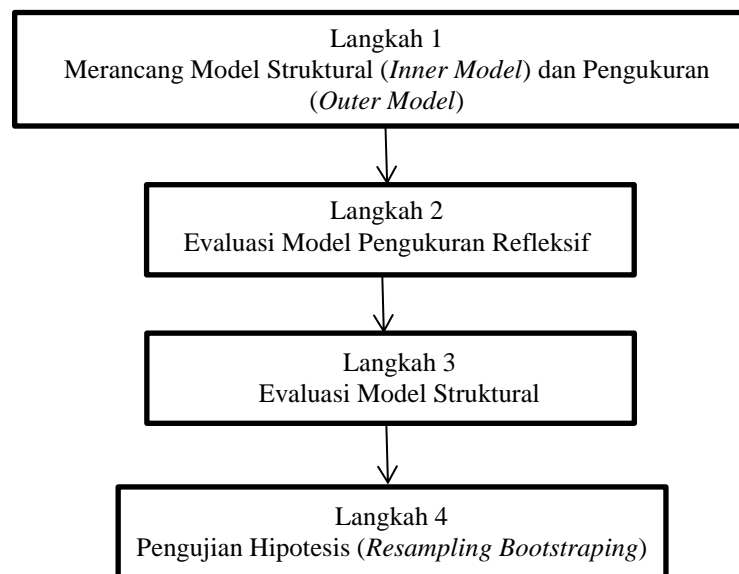 Langkah 1
Merancang Model Struktural (Inner Model) dan Pengukuran
(Outer Model)
Langkah 2
Evaluasi Model Pengukuran Refleksif
Langkah 3
Evaluasi Model Struktural
Langkah 4
Pengujian Hipotesis (Resampling Bootstraping)